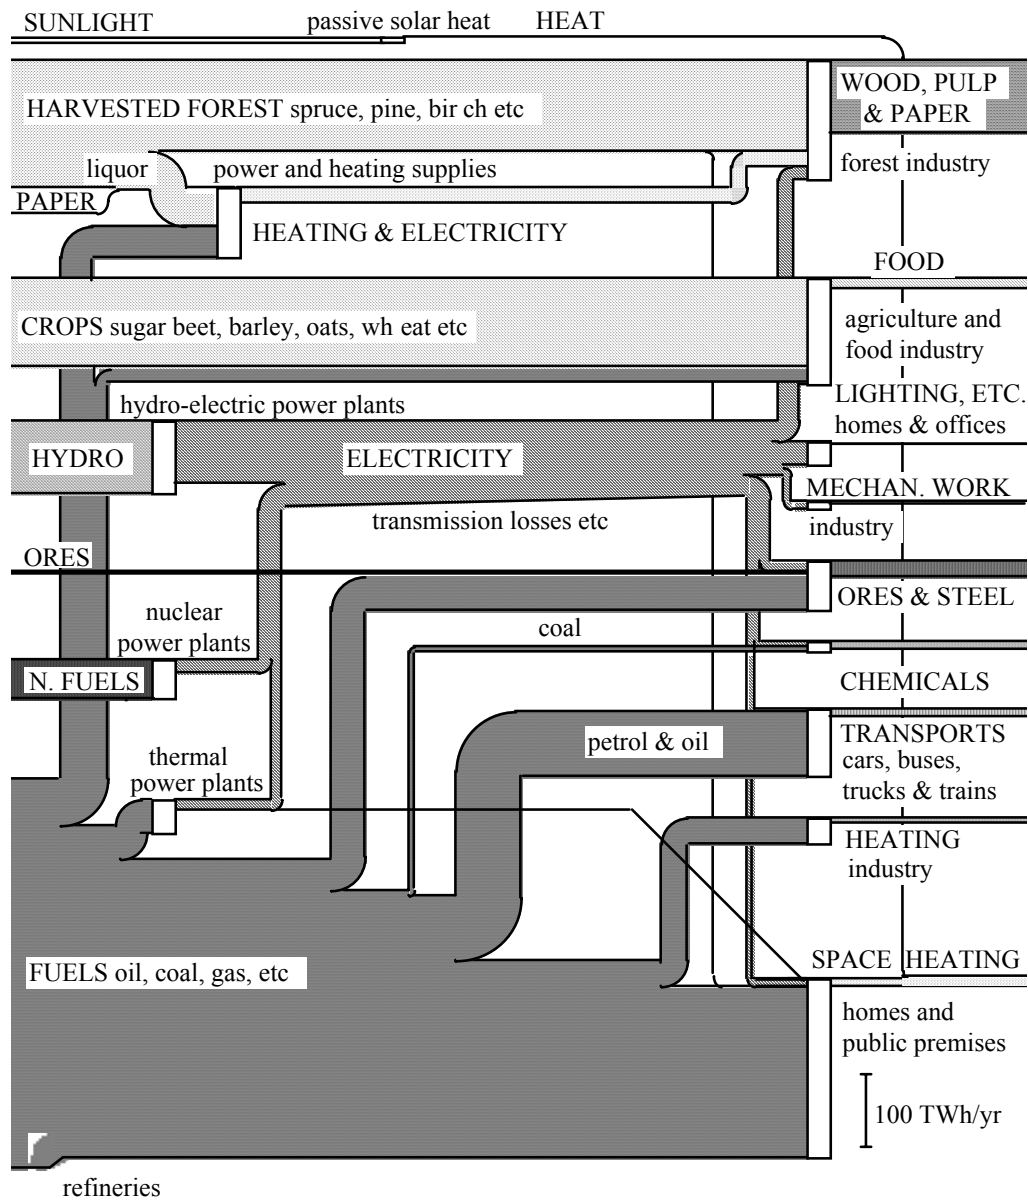 SUNLIGHT
passive solar heat
HEAT
WOOD, PULP
& PAPER
HARVESTED FOREST spruce, pine, bir ch etc
liquor
power and heating supplies
forest industry
PAPER
HEATING & ELECTRICITY
FOOD
CROPS sugar beet, barley, oats, wh eat etc
agriculture and
food industry
LIGHTING, ETC.
homes & offices
hydro-electric power plants
HYDRO
ELECTRICITY
MECHAN. WORK
industry
transmission losses etc
ORES
ORES & STEEL
nuclear
power plants
coal
N. FUELS
CHEMICALS
petrol & oil
TRANSPORTS
cars, buses,
trucks & trains
thermal
power plants
HEATING
industry
FUELS oil, coal, gas, etc
SPACE HEATING
homes and
public premises
100 TWh/yr
refineries